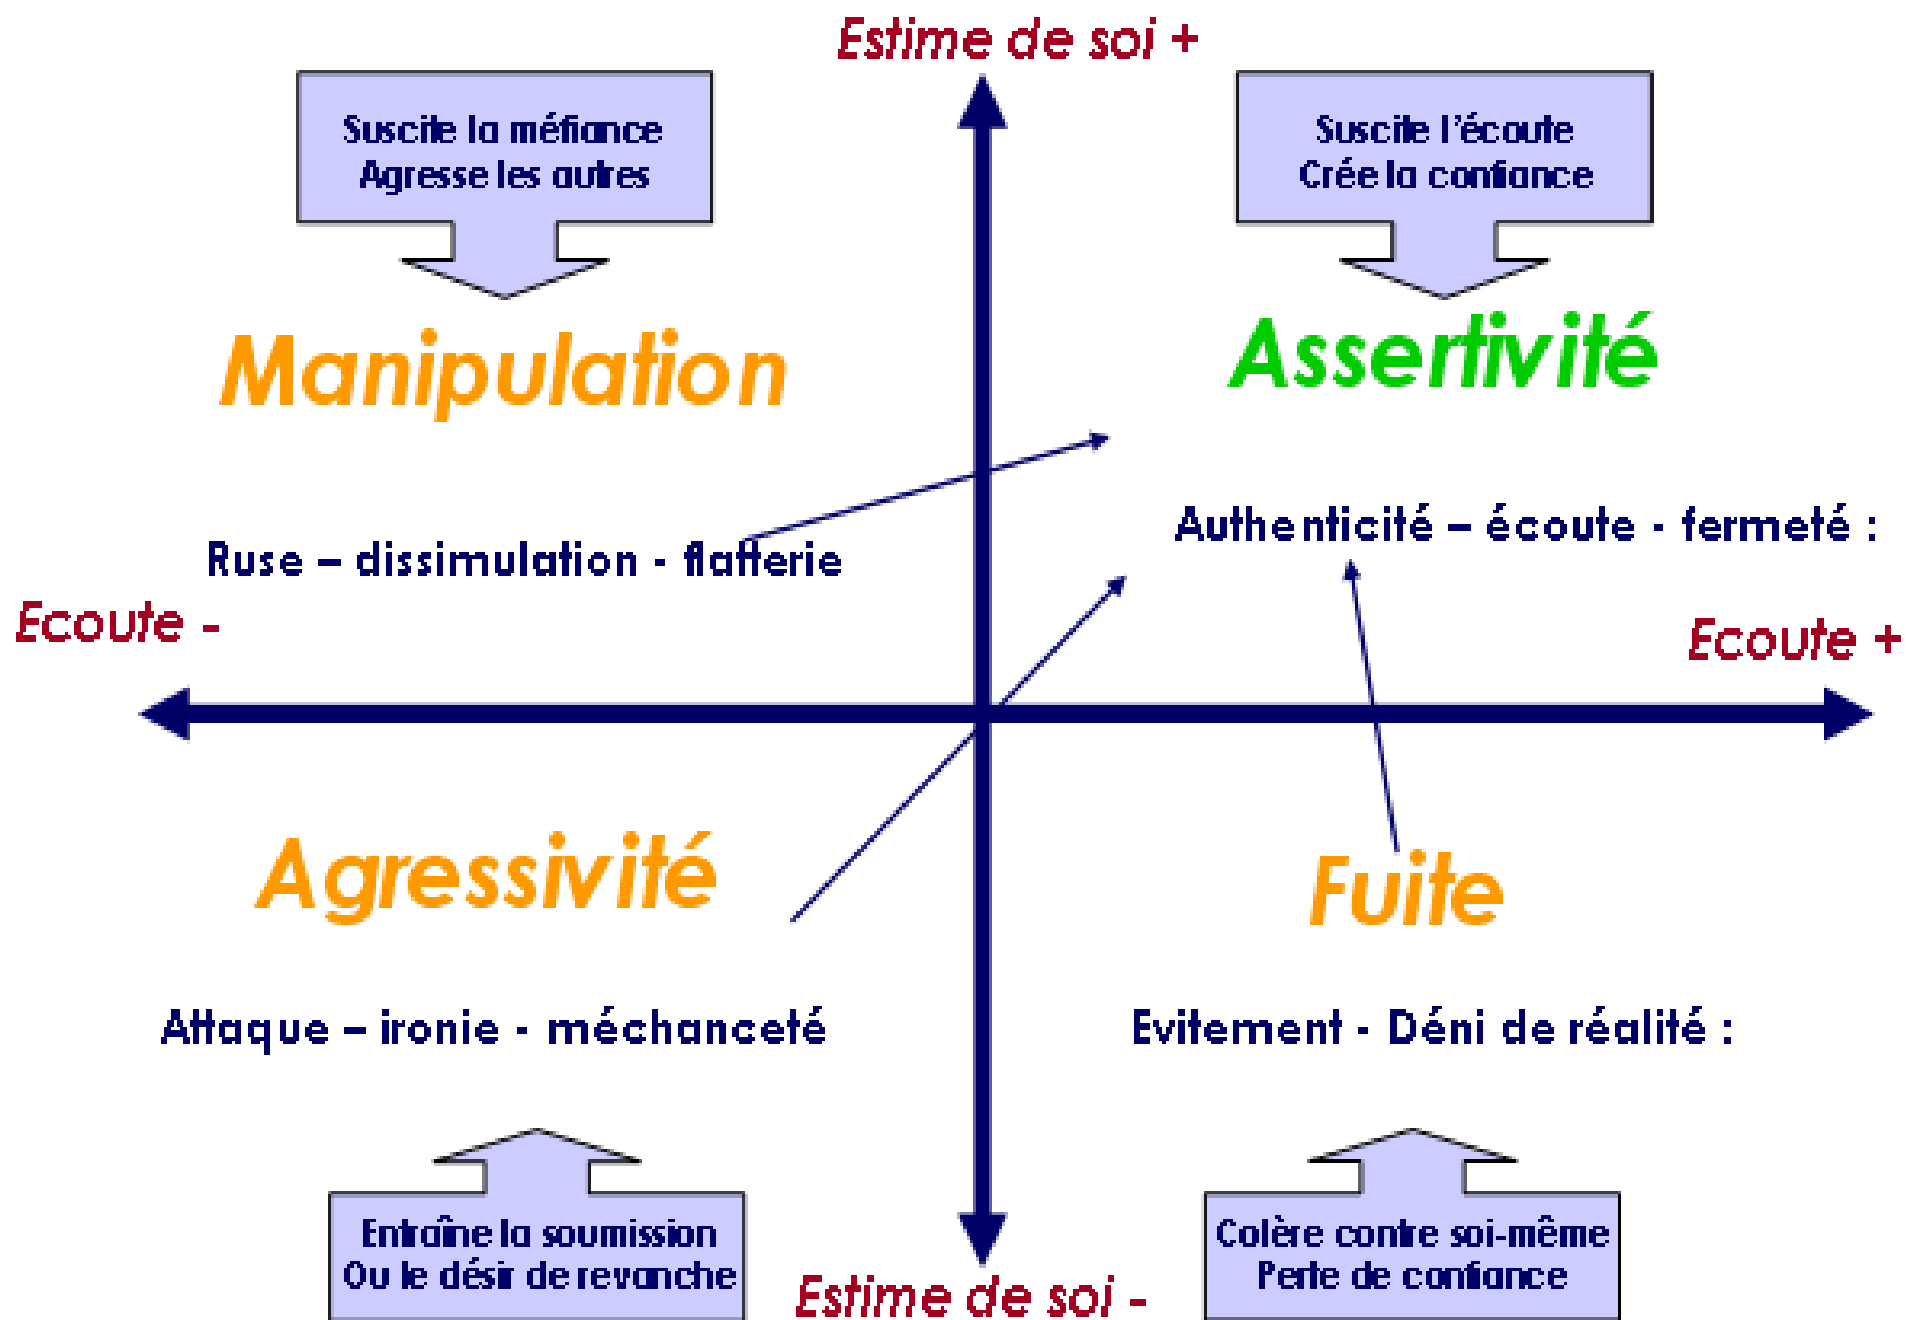 Estime de soi +
Suscite la méfiance
Agresse les autres
Suscite l'écoute
Crée la confiance
Manipulation
Assertivité
Ruse – dissimulation - flatterie
Authenticité – écoute - fermeté :
Ecoute -
Ecoute +
Agressivité
Fuite
Attaque – ironie - méchanceté
Evitement - Déni de réalité :
Entraîne la soumission
Ou le désir de revanche
Colère contre soi-même
Perte de confiance
Estime de soi -